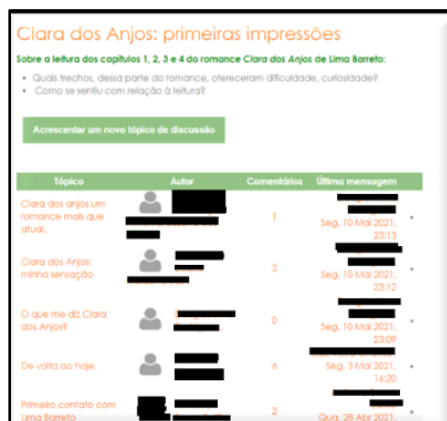 Clara dos Anjos: primeiras impressões
Sobre a leitura dos capítulos 1, 2, 3 e 4 do romance Clara dos Anjos de Lima Barreto:
• Quais trechos, dessa parte do romance, ofereceram dificuldade, curiosidade?
• Como se sentiu com relação à leitura?
Acrescentar um novo tópico de discussão
Tópico Autor Comentários Última mensagem
Clara dos anjos um
romance mais que
atual.
1
Seg, 10 Mai 2021,
23:13
Clara dos Anjos:
minha sensação
2
Seg, 10 Mai 2021,
23:12
O que me diz Clara
dos Anjos?
0
Seg, 10 Mai 2021,
23:09
De volta ao hoje.
6
Seg, 3 Mai 2021,
16:20
Primeiro contato com
Lima Barreto
2
Qua, 28 Abr 2021,